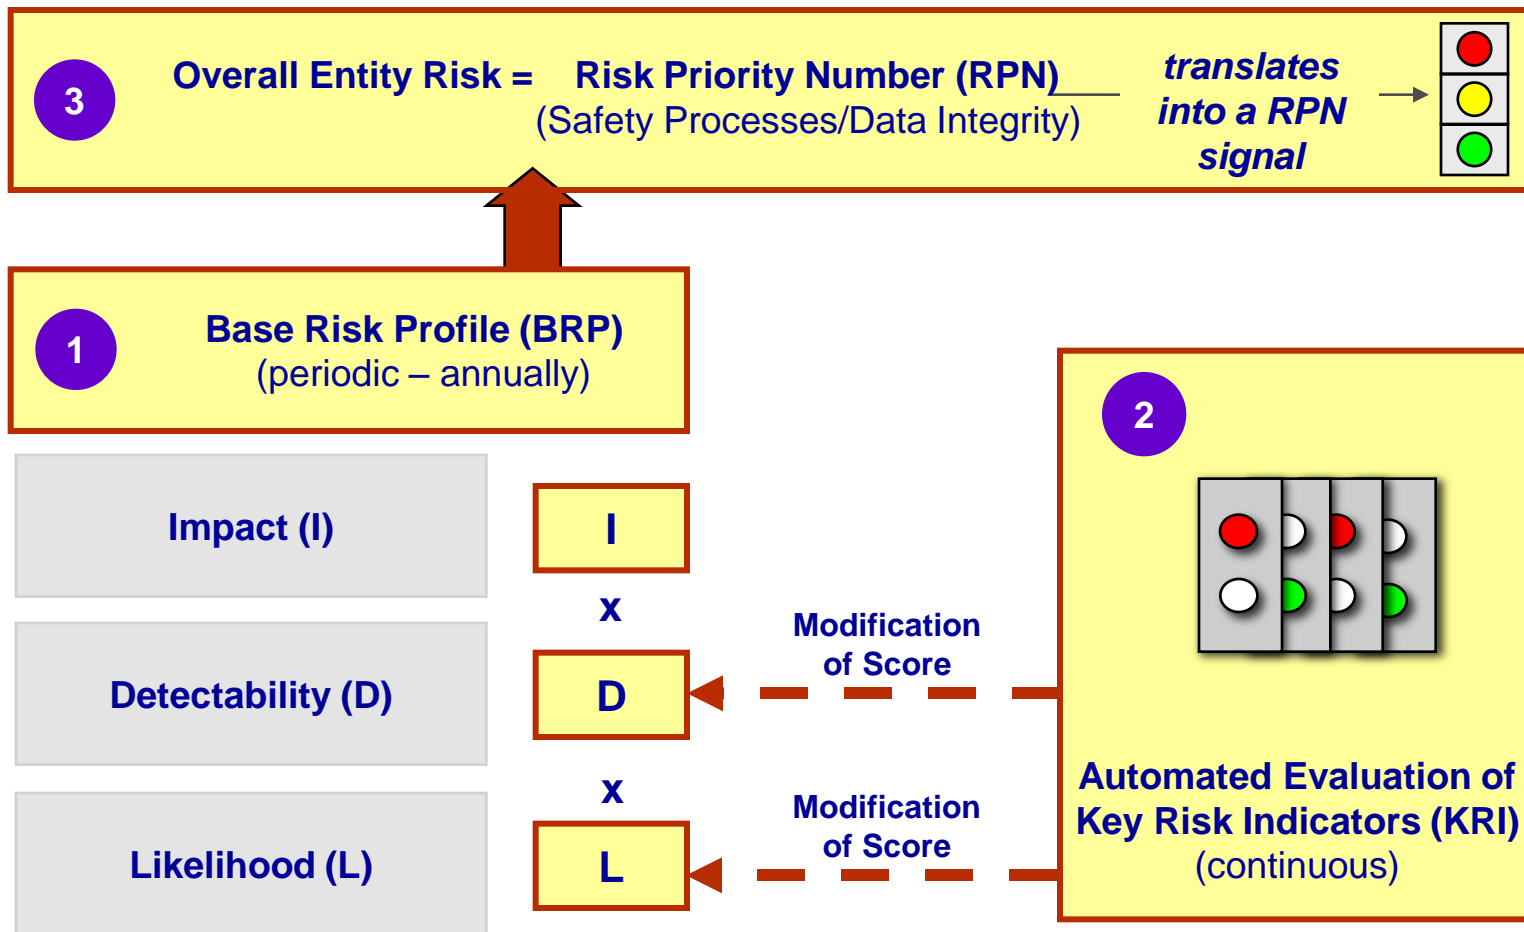 3
Overall Entity Risk = Risk Priority Number (RPN)
(Safety Processes/Data Integrity)
translates
into a RPN
signal
1
Base Risk Profile (BRP)
(periodic – annually)
2
Impact (I)
I
x
Detectability (D)
D
Modification
of Score
x
Likelihood (L)
L
Modification
of Score
Automated Evaluation of
Key Risk Indicators (KRI)
(continuous)